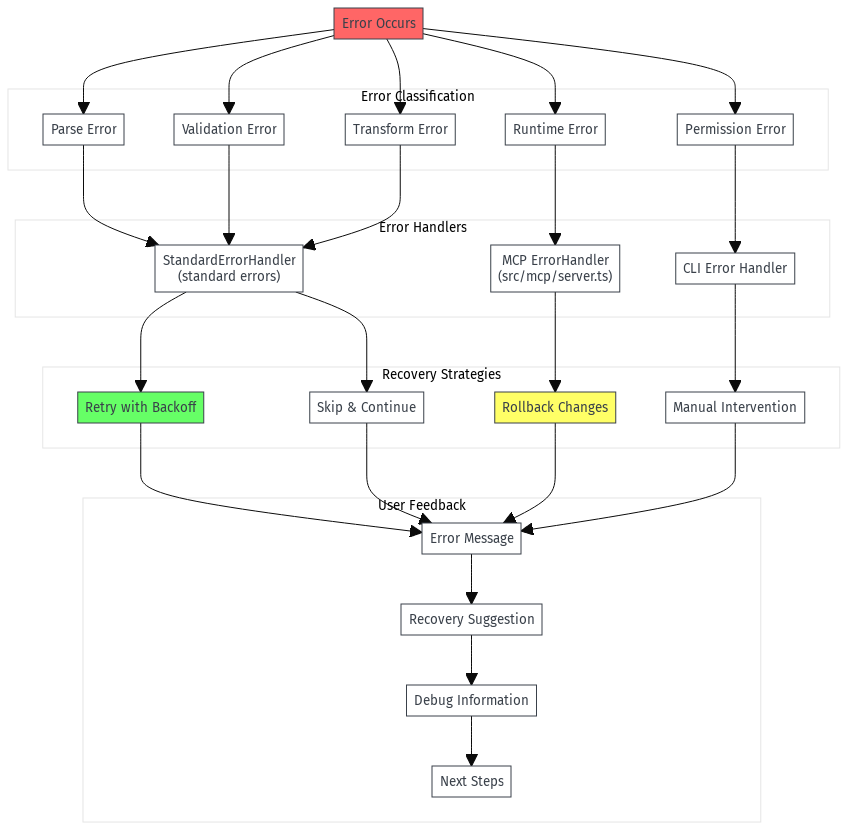 Error Occurs
Error Classification
Parse Error
Validation Error
Transform Error
Runtime Error
Permission Error
Error Handlers
StandardErrorHandler
(standard errors)
MCP ErrorHandler
(src/mcp/server.ts)
CLI Error Handler
Recovery Strategies
Retry with Backoff
Skip & Continue
Rollback Changes
Manual Intervention
User Feedback
Error Message
Recovery Suggestion
Debug Information
Next Steps